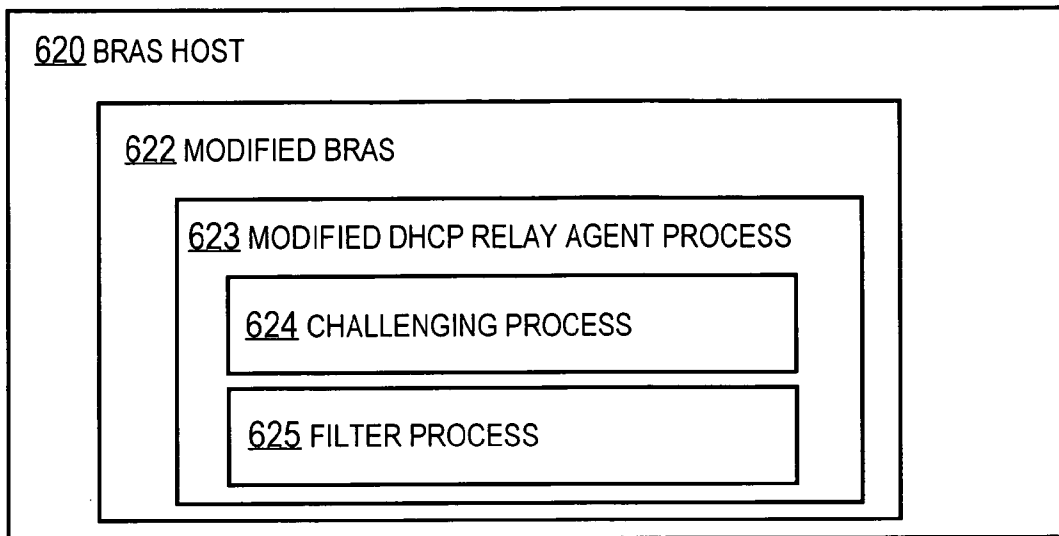 620 BRAS HOST
622 MODIFIED BRAS
623 MODIFIED DHCP RELAY AGENT PROCESS
624 CHALLENGING PROCESS
625 FILTER PROCESS